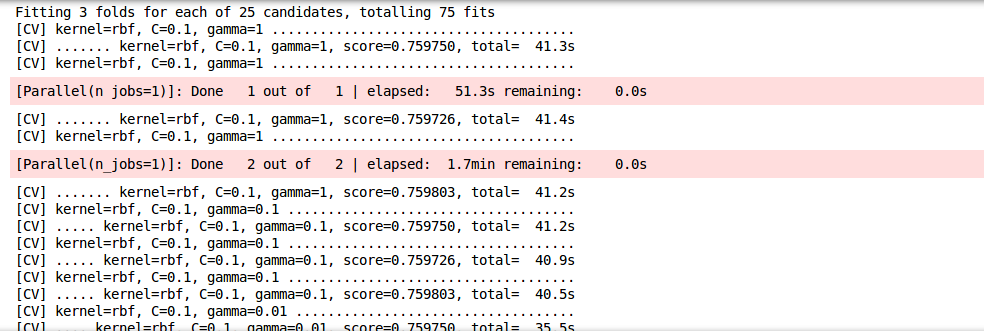 Fitting 3 folds for each of 25 candidates, totalling 75 fits
[CV] kernel=rbf, C=0.1, gamma=1 .....................................
[CV] ....... kernel=rbf, C=0.1, gamma=1, score=0.759750, total=  41.3s
[CV] kernel=rbf, C=0.1, gamma=1 .....................................
[Parallel(n_jobs=1)]: Done   1 out of   1 | elapsed:   51.3s remaining:    0.0s
[CV] ....... kernel=rbf, C=0.1, gamma=1, score=0.759726, total=  41.4s
[CV] kernel=rbf, C=0.1, gamma=1 .....................................
[Parallel(n_jobs=1)]: Done   2 out of   2 | elapsed:  1.7min remaining:    0.0s
[CV] ....... kernel=rbf, C=0.1, gamma=1, score=0.759803, total=  41.2s
[CV] kernel=rbf, C=0.1, gamma=0.1 ...................................
[CV] ..... kernel=rbf, C=0.1, gamma=0.1, score=0.759750, total=  41.2s
[CV] kernel=rbf, C=0.1, gamma=0.1 ...................................
[CV] ..... kernel=rbf, C=0.1, gamma=0.1, score=0.759726, total=  40.9s
[CV] kernel=rbf, C=0.1, gamma=0.1 ...................................
[CV] ..... kernel=rbf, C=0.1, gamma=0.1, score=0.759803, total=  40.5s
[CV] kernel=rbf, C=0.1, gamma=0.01 ..................................
[CV] .... kernel=rbf, C=0.1, gamma=0.01, score=0.759750, total=  35.5s